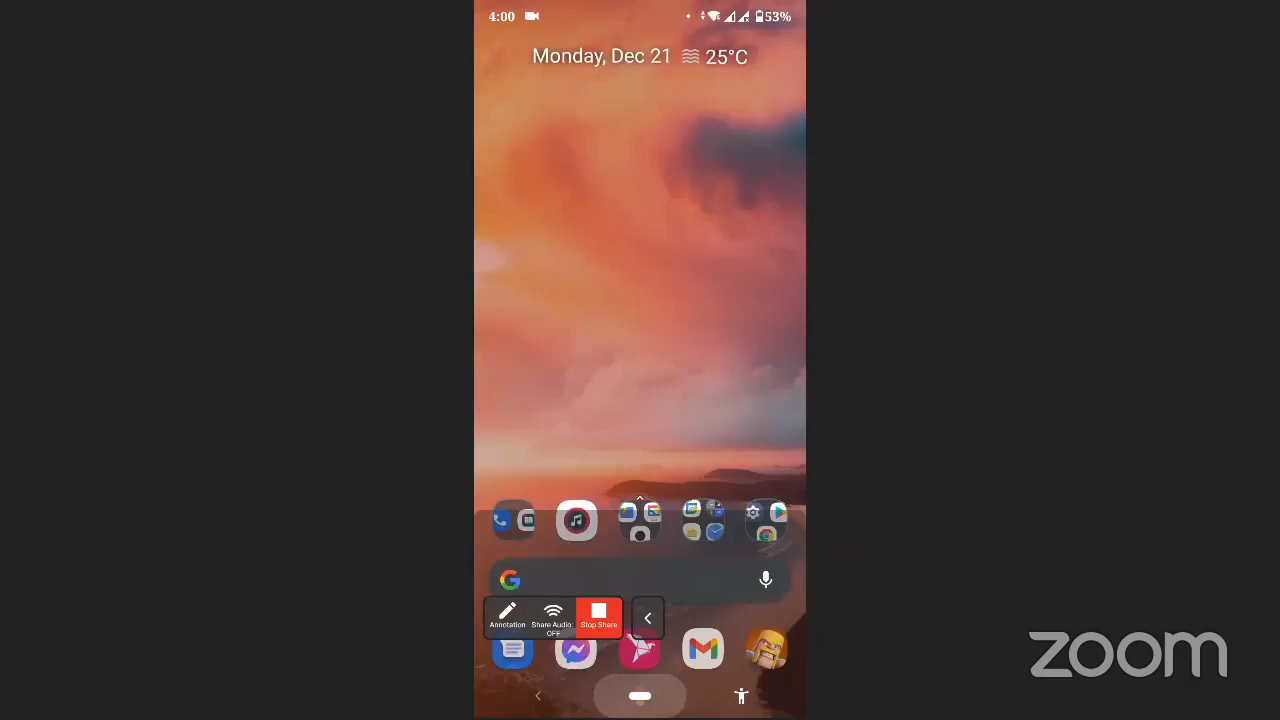 4:00
53%
Monday, Dec 21 25°C
Annotation
Share Audio:
OFF
Stop Share
zoom